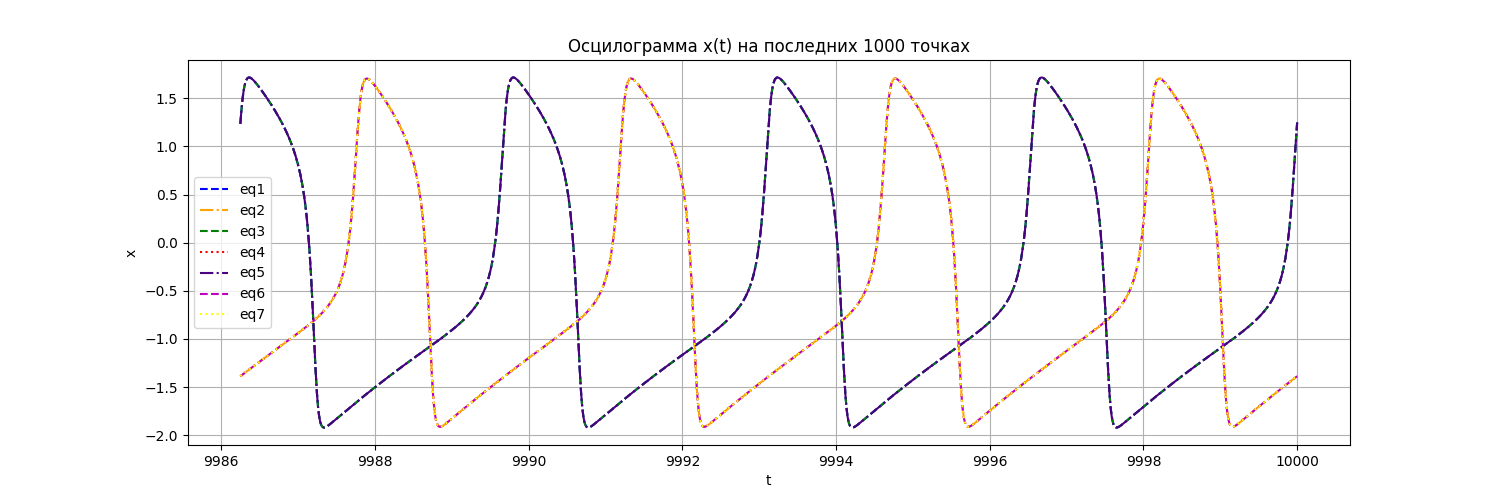 Осцилограмма x(t) на последних 1000 точках
x
1.5
1.0
0.5
0.0
−0.5
−1.0
−1.5
−2.0
eq1
eq2
eq3
eq4
eq5
eq6
eq7
9986
9988
9990
9992
9994
9996
9998
10000
t